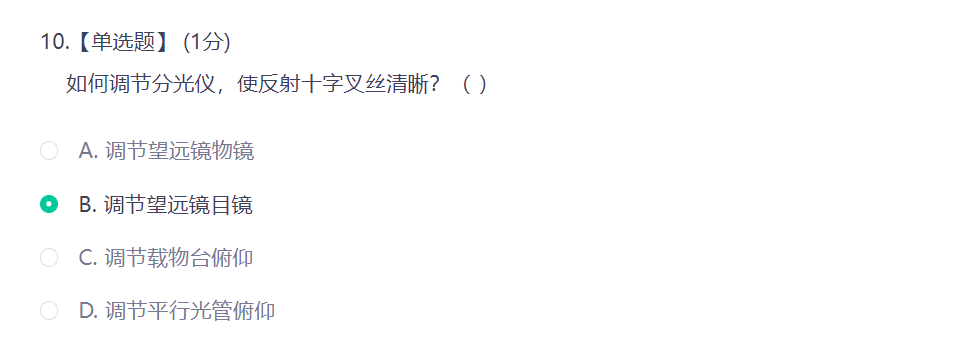 10.【单选题】 (1分)
如何调节分光仪，使反射十字叉丝清晰？（ ）
A. 调节望远镜物镜
B. 调节望远镜目镜
C. 调节载物台俯仰
D. 调节平行光管俯仰